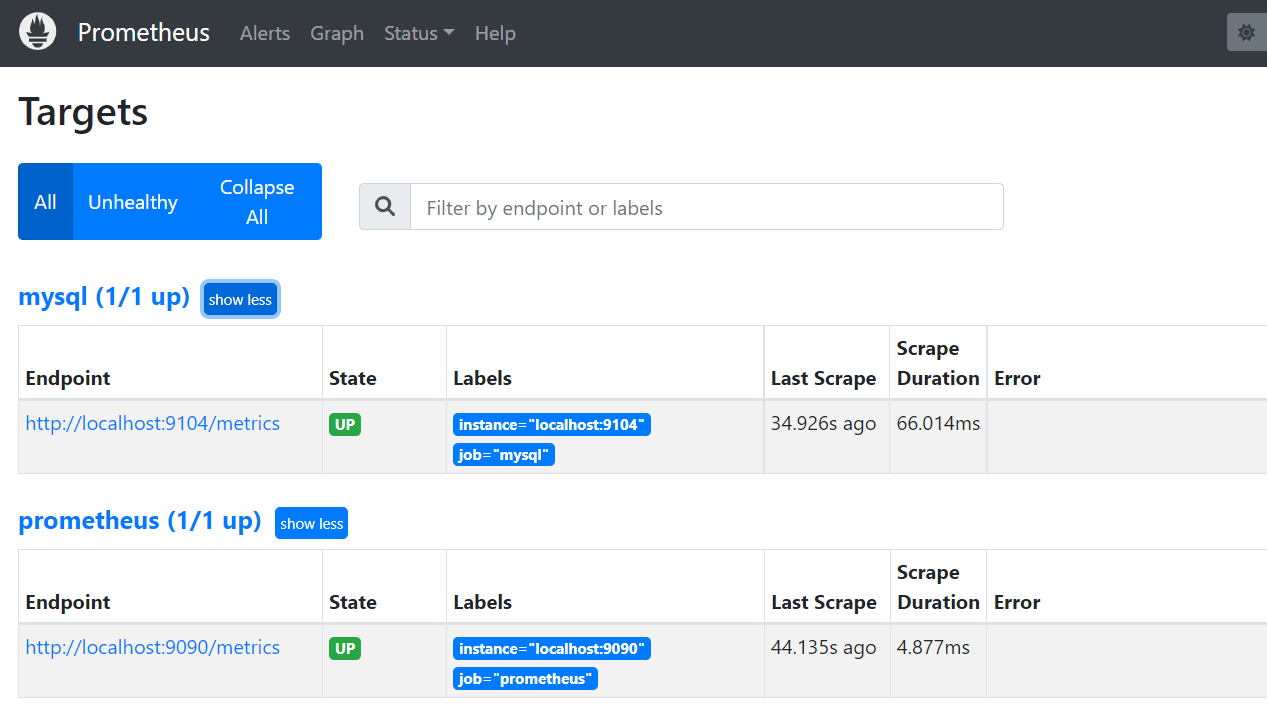 Prometheus Alerts Graph Status Help
Targets
All Unhealthy Collapse All
Filter by endpoint or labels
mysql (1/1 up) show less
Endpoint State Labels Last Scrape Scrape Duration Error
http://localhost:9104/metrics UP instance="localhost:9104" 34.926s ago 66.014ms
job="mysql"
prometheus (1/1 up) show less
Endpoint State Labels Last Scrape Scrape Duration Error
http://localhost:9090/metrics UP instance="localhost:9090" 44.135s ago 4.877ms
job="prometheus"